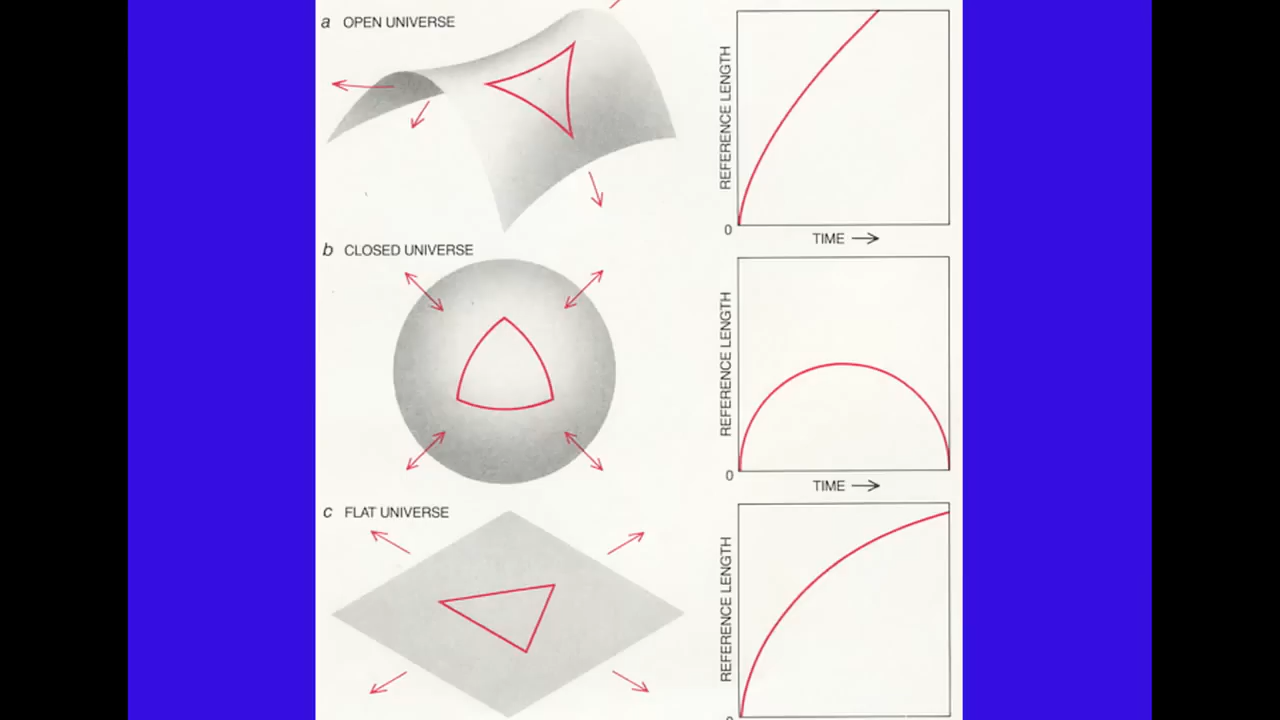 a OPEN UNIVERSE
REFERENCE LENGTH
0
TIME →
b CLOSED UNIVERSE
REFERENCE LENGTH
0
TIME →
c FLAT UNIVERSE
REFERENCE LENGTH
0